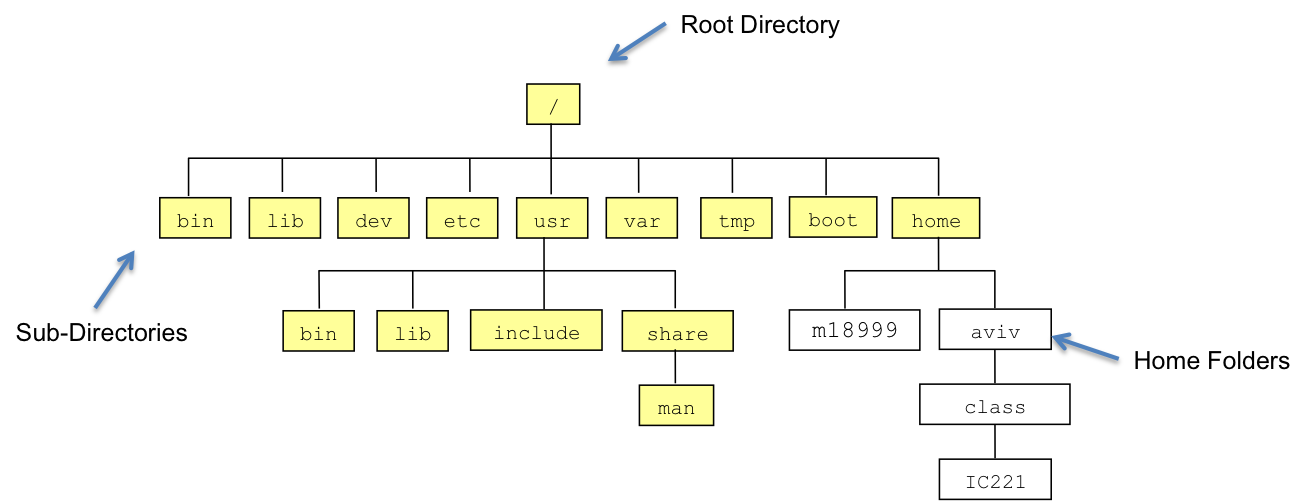 Root Directory
/
bin lib dev etc usr var tmp boot home
Sub-Directories
bin lib include share m18999 aviv
Home Folders
man class
IC221